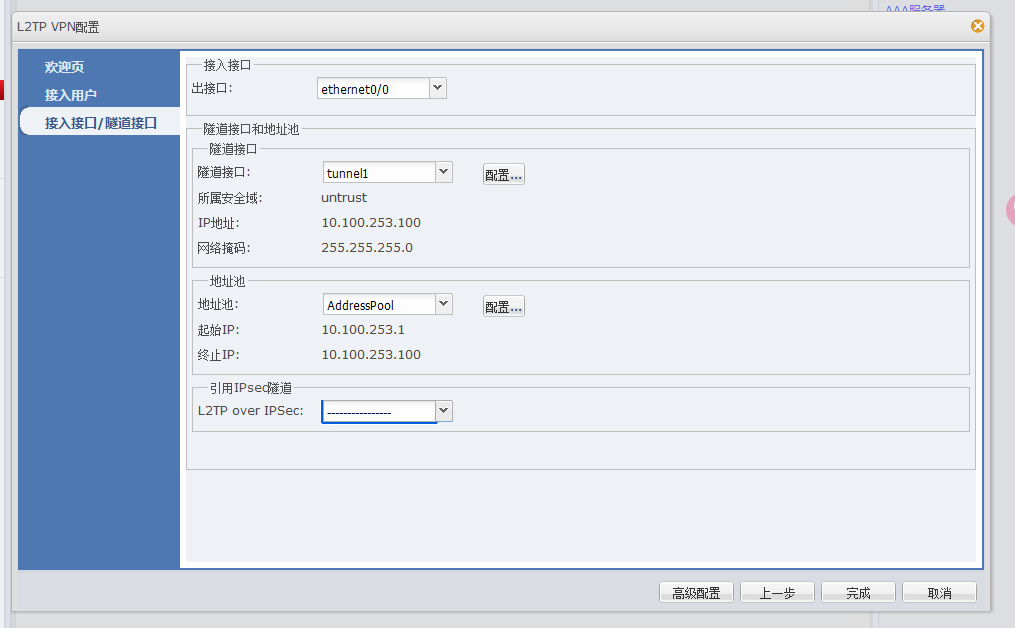 AAA服务器
L2TP VPN配置
欢迎页
接入用户
接入接口/隧道接口
接入接口
出接口: ethernet0/0
隧道接口和地址池
隧道接口
隧道接口: tunnel1 配置...
所属安全域: untrust
IP地址: 10.100.253.100
网络掩码: 255.255.255.0
地址池
地址池: AddressPool 配置...
起始IP: 10.100.253.1
终止IP: 10.100.253.100
引用IPsec隧道
L2TP over IPSec: ----------------
高级配置 上一步 完成 取消